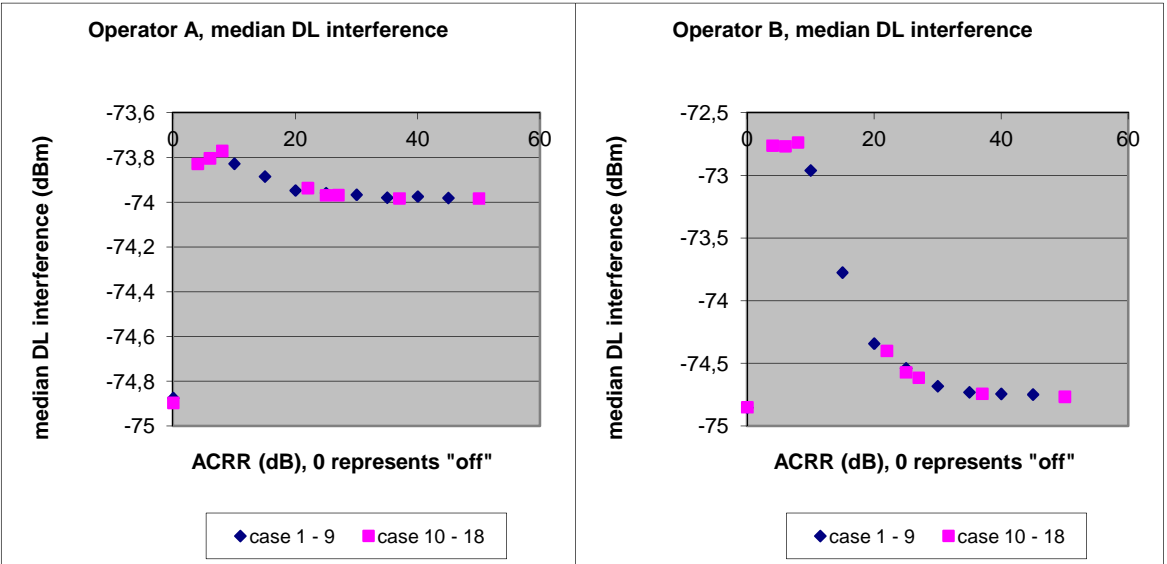 Operator A, median DL interference
-73,6
-73,8
-74
-74,2
-74,4
-74,6
-74,8
-75
0 20 40 60
median DL interference (dBm)
ACRR (dB), 0 represents "off"
case 1 - 9 case 10 - 18
Operator B, median DL interference
-72,5
-73
-73,5
-74
-74,5
-75
0 20 40 60
median DL interference (dBm)
ACRR (dB), 0 represents "off"
case 1 - 9 case 10 - 18